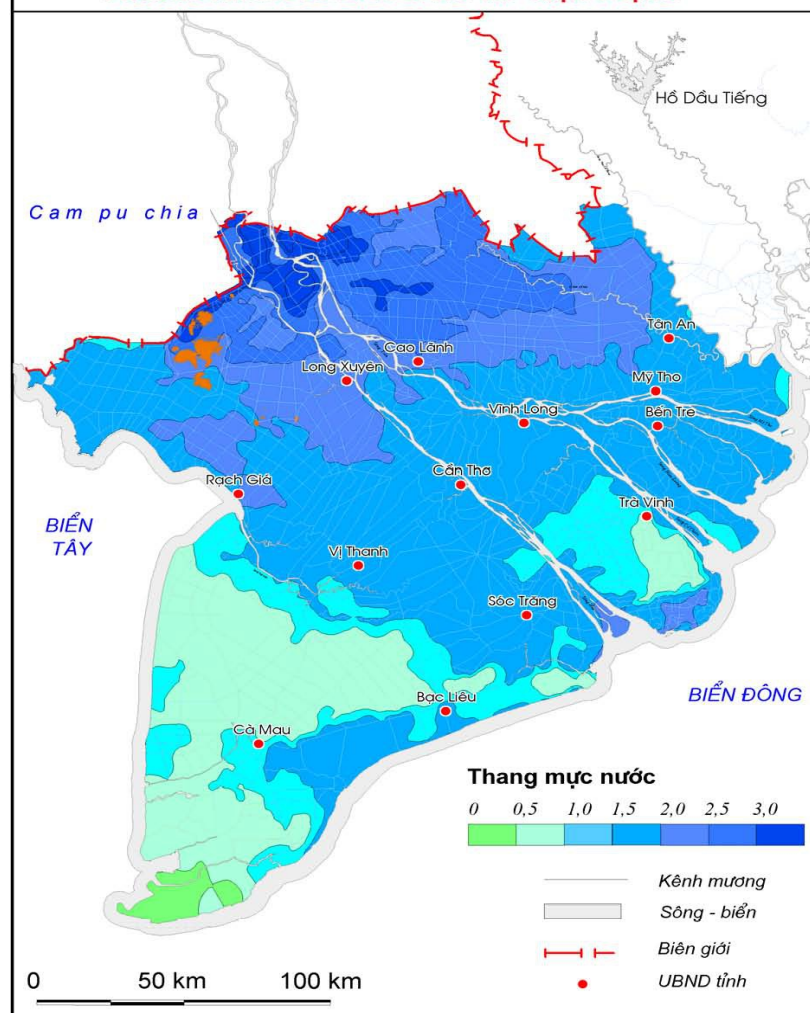 Hồ Dầu Tiếng
Cam pu chia
Tân An
Cao Lãnh
Long Xuyên
Mỹ Tho
Vĩnh Long
Bến Tre
Cần Thơ
Rạch Giá
Trà Vinh
BIỂN
TÂY
Vị Thanh
Sóc Trăng
BIỂN ĐÔNG
Bạc Liêu
Cà Mau
Thang mực nước
0 0,5 1,0 1,5 2,0 2,5 3,0
Kênh mương
Sông - biển
Biên giới
UBND tỉnh
0 50 km 100 km